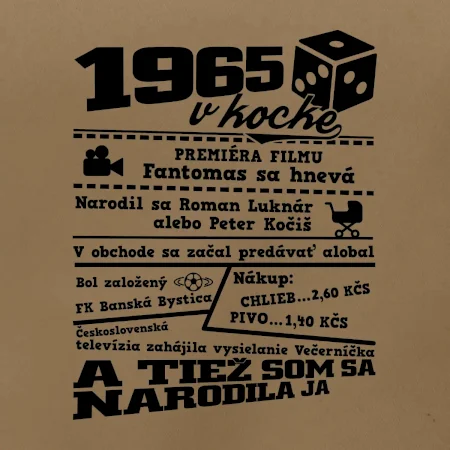 1965
v kocke
PREMIÉRA FILMU
Fantomas sa hnevá
Narodil sa Roman Luknár
alebo Peter Kočiš
V obchode sa začal predávať alobal
Bol založený
FK Banská Bystica
Nákup:
CHLIEB...2,60 KČS
PIVO...1,40 KČS
Československá
televízia zahájila vysielanie Večerníčka
A TIEŽ SOM SA
NARODILA JA